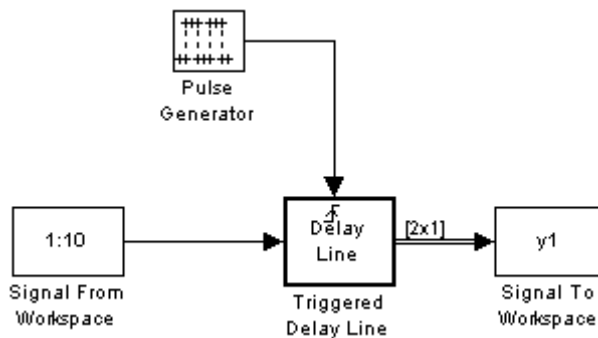 Pulse
Generator
1:10
Delay
Line
[2x1]
y1
Signal From
Workspace
Triggered
Delay Line
Signal To
Workspace